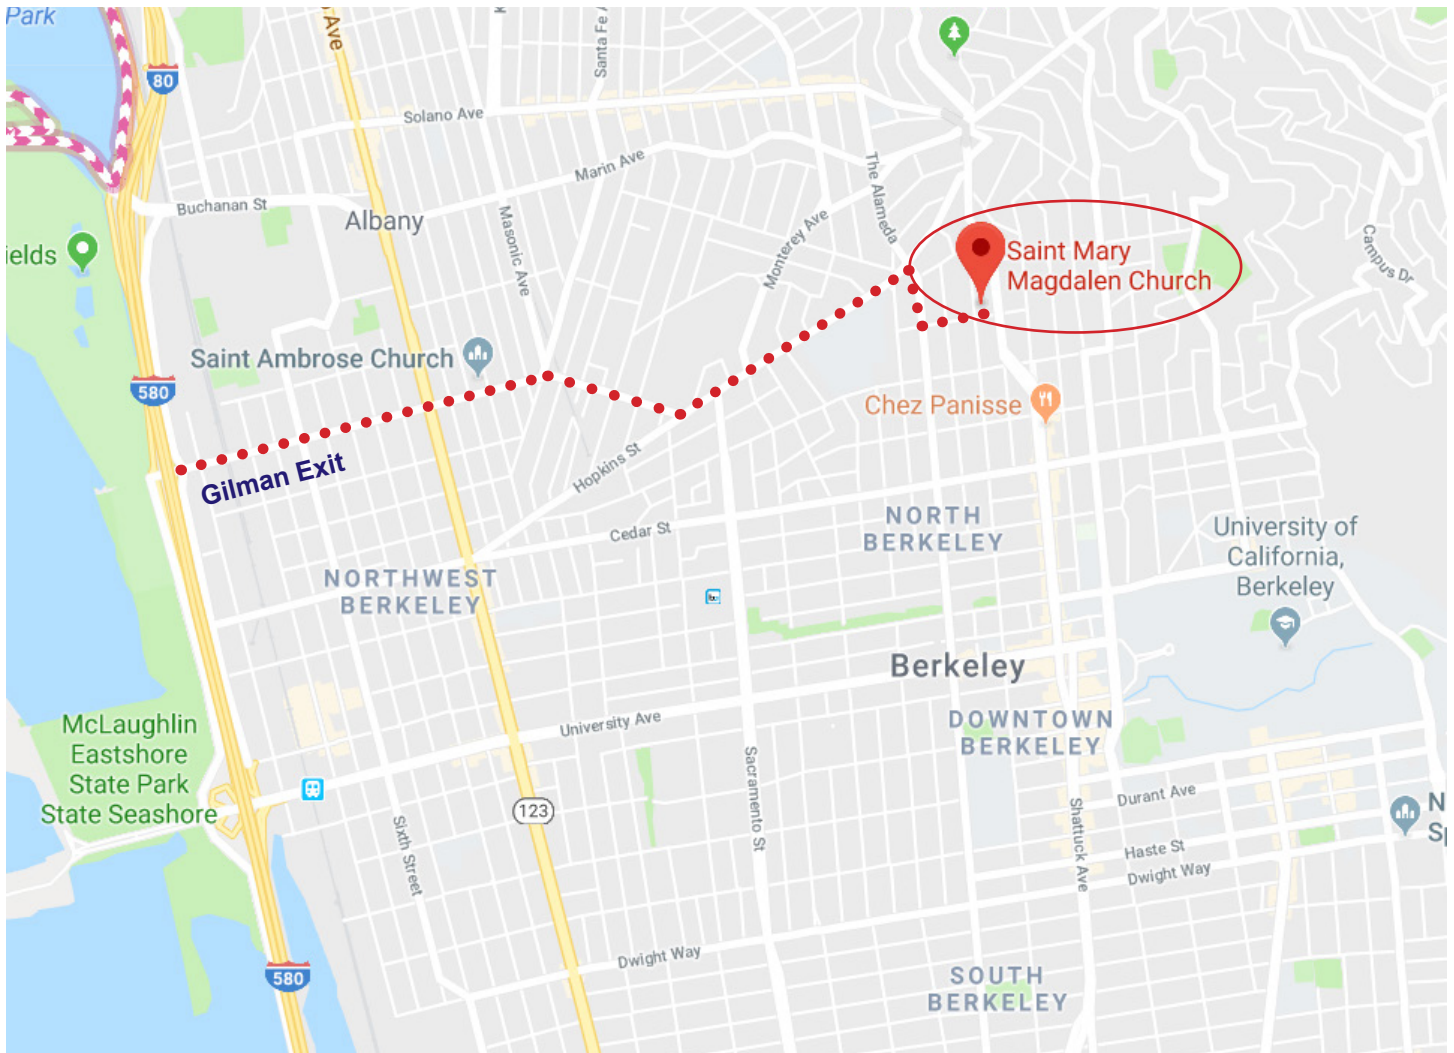 Park
Ave
K
Santa Fe A
80
Solano Ave
Marin Ave
The Alameda
Buchanan St
Albany
Masonic Ave
Monterey Ave
ields
Saint Mary
Magdalen Church
Campus Dr
Saint Ambrose Church
580
Chez Panisse
Gilman Exit
Hopkins St
Cedar St
NORTH
BERKELEY
University of
California,
Berkeley
NORTHWEST
BERKELEY
Berkeley
McLaughlin
Eastshore
State Park
State Seashore
University Ave
DOWNTOWN
BERKELEY
Sacramento St
123
Sixth Street
Shattuck Ave
Durant Ave
N
Sp
Haste St
Dwight Way
Dwight Way
580
SOUTH
BERKELEY